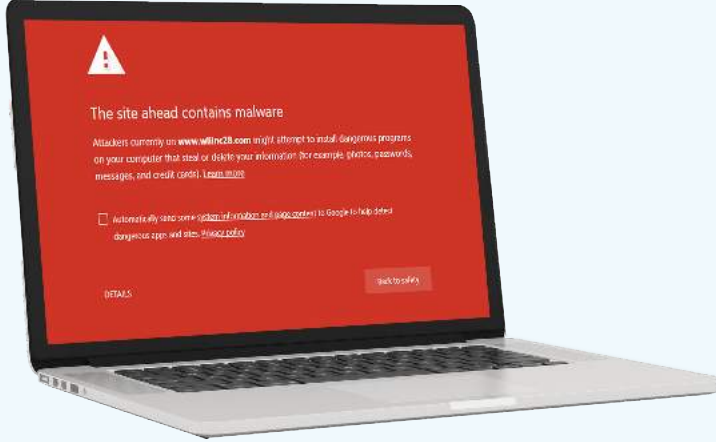 The site ahead contains malware
Attackers currently on www.wllinc28.com might attempt to install dangerous programs
on your computer that steal or delete your information (for example, photos, passwords,
messages, and credit cards). Learn more
Automatically send some system information and page content to Google to help detect
dangerous apps and sites. Privacy policy
DETAILS
Back to safety